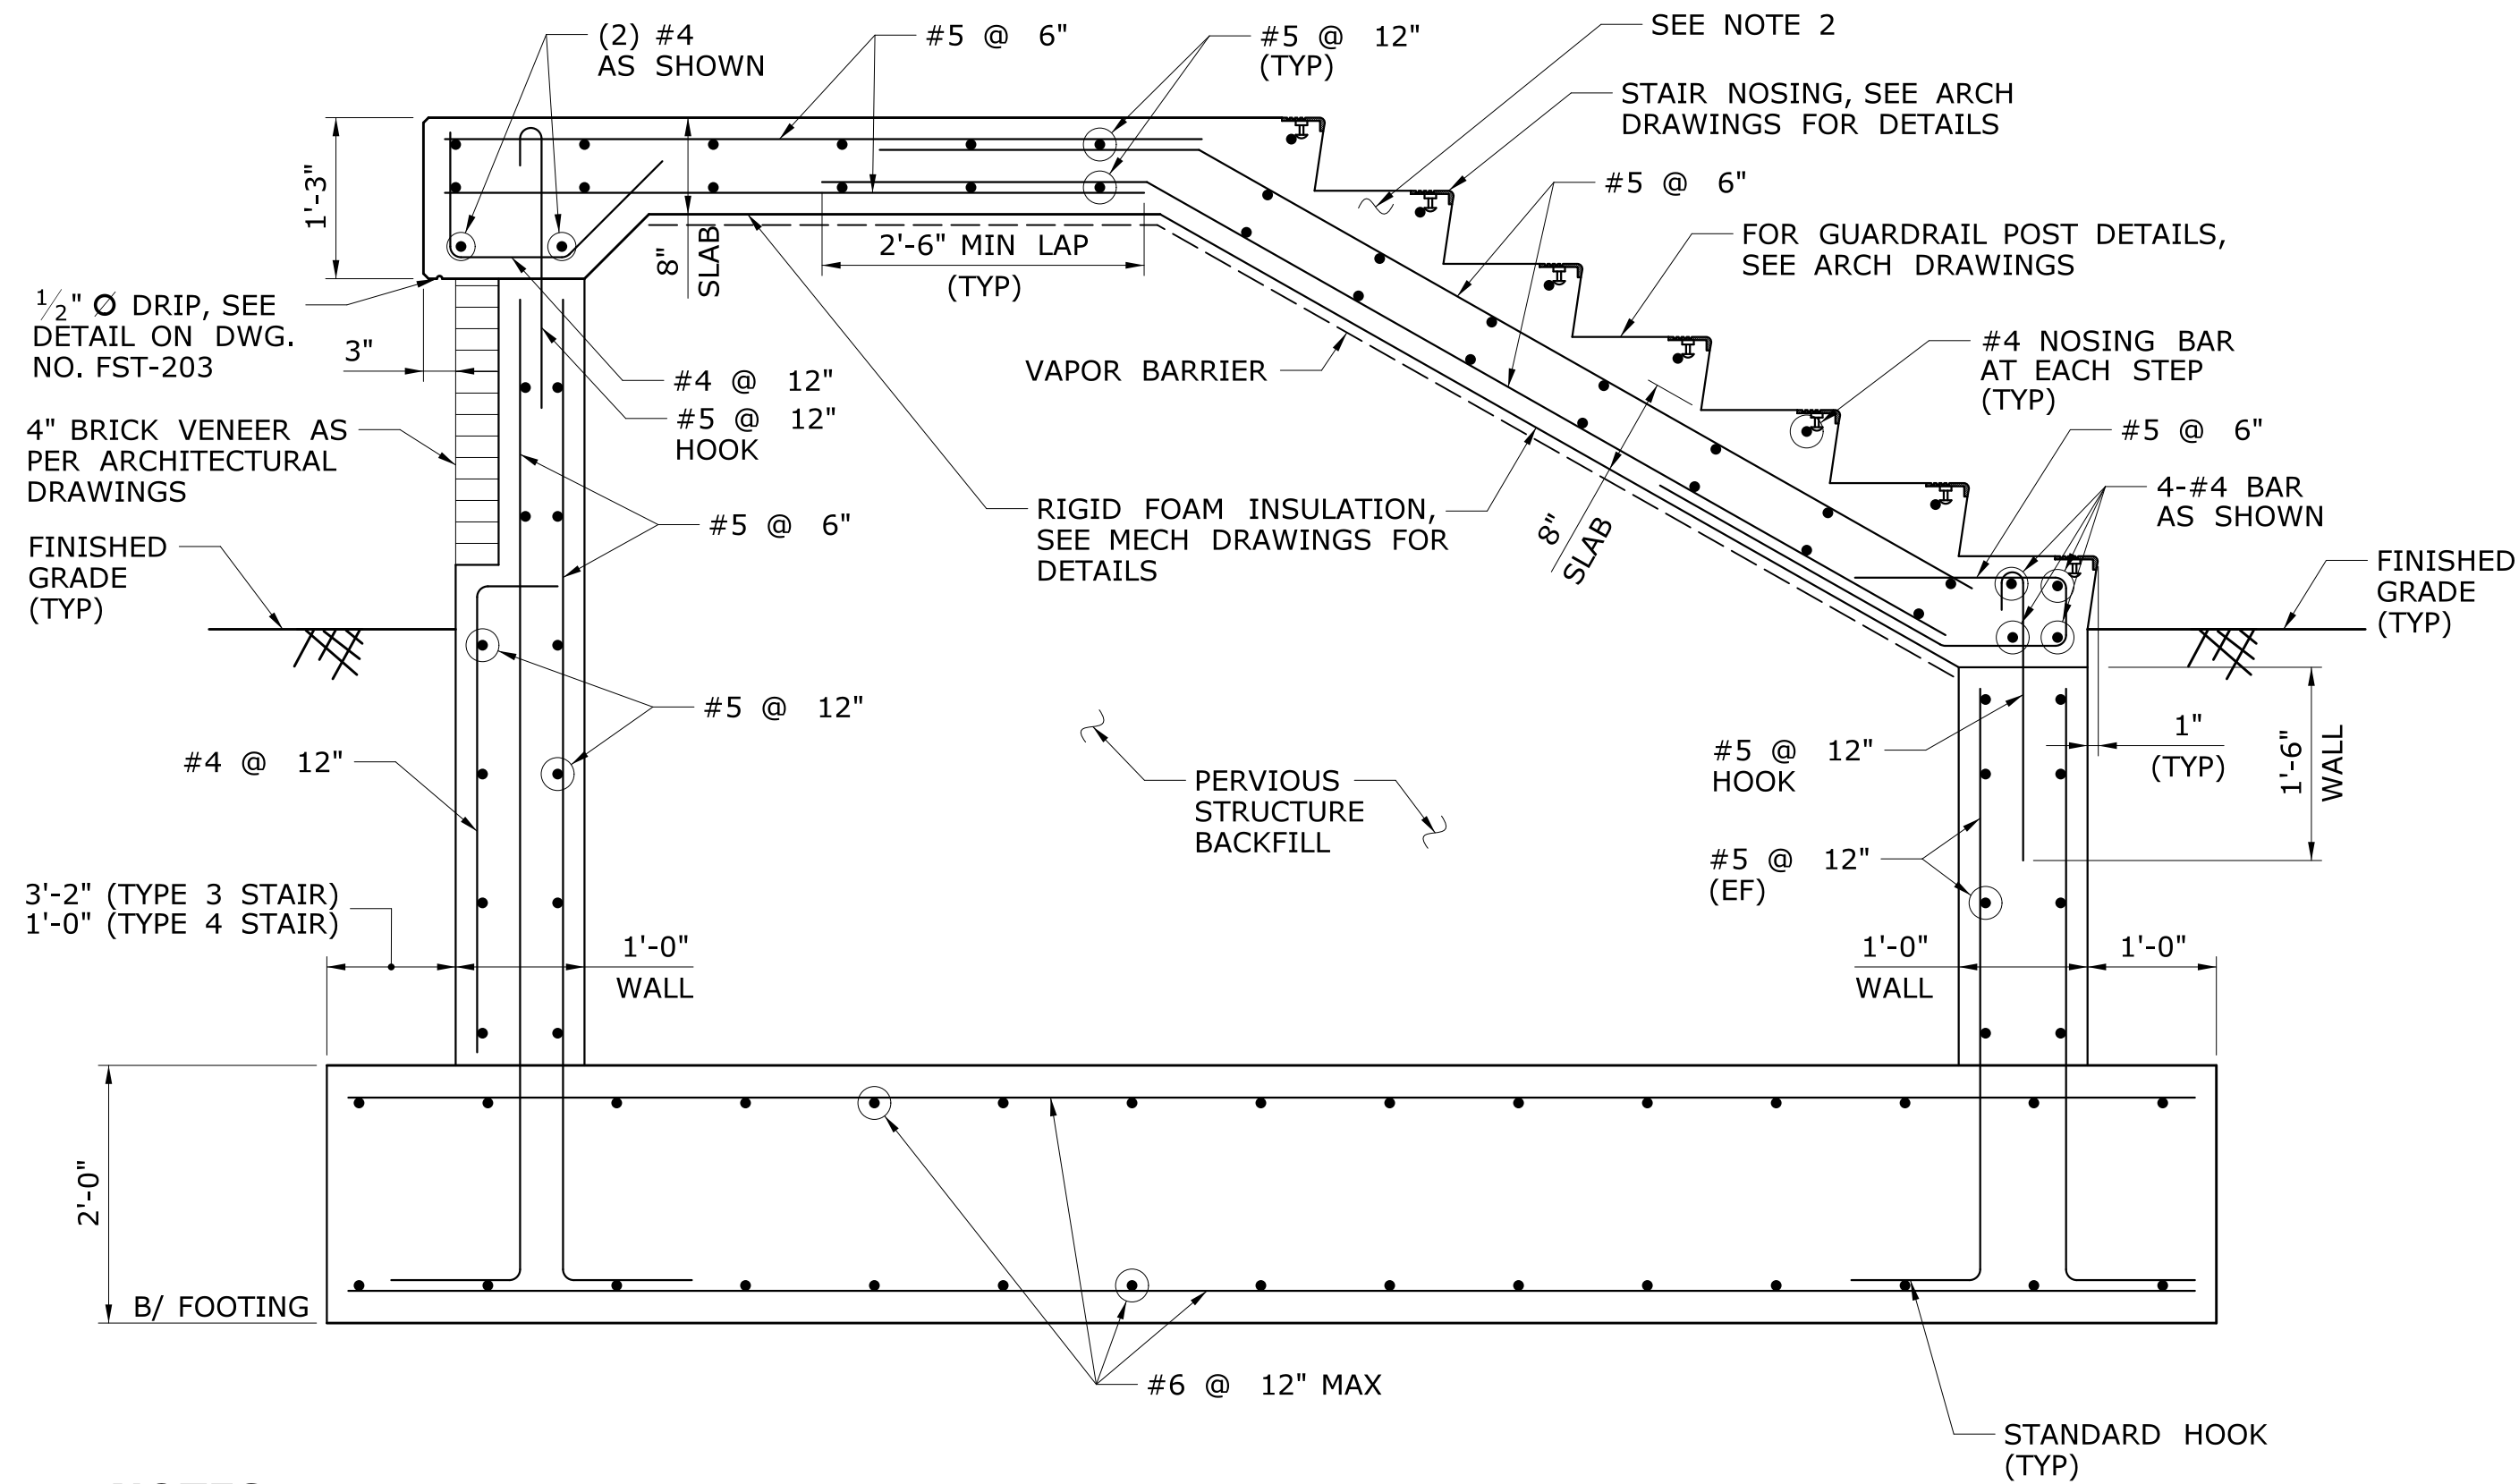 (2) #4
AS SHOWN
#5 @ 6"
#5 @ 12"
(TYP)
SEE NOTE 2
STAIR NOSING, SEE ARCH
DRAWINGS FOR DETAILS
#5 @ 6"
FOR GUARDRAIL POST DETAILS,
SEE ARCH DRAWINGS
#4 NOSING BAR
AT EACH STEP
(TYP)
#5 @ 6"
4-#4 BAR
AS SHOWN
FINISHED
GRADE
(TYP)
1'-3"
8"
SLAB
2'-6" MIN LAP
(TYP)
1/2" Ø DRIP, SEE
DETAIL ON DWG.
NO. FST-203
3"
4" BRICK VENEER AS
PER ARCHITECTURAL
DRAWINGS
FINISHED
GRADE
(TYP)
#4 @ 12"
#5 @ 12"
HOOK
VAPOR BARRIER
#5 @ 6"
RIGID FOAM INSULATION,
SEE MECH DRAWINGS FOR
DETAILS
8"
SLAB
#5 @ 12"
#4 @ 12"
PERVIOUS
STRUCTURE
BACKFILL
#5 @ 12"
HOOK
1"
(TYP)
1'-6"
WALL
#5 @ 12"
(EF)
3'-2" (TYPE 3 STAIR)
1'-0" (TYPE 4 STAIR)
1'-0"
WALL
1'-0"
WALL
1'-0"
2'-0"
B/ FOOTING
#6 @ 12" MAX
STANDARD HOOK
(TYP)